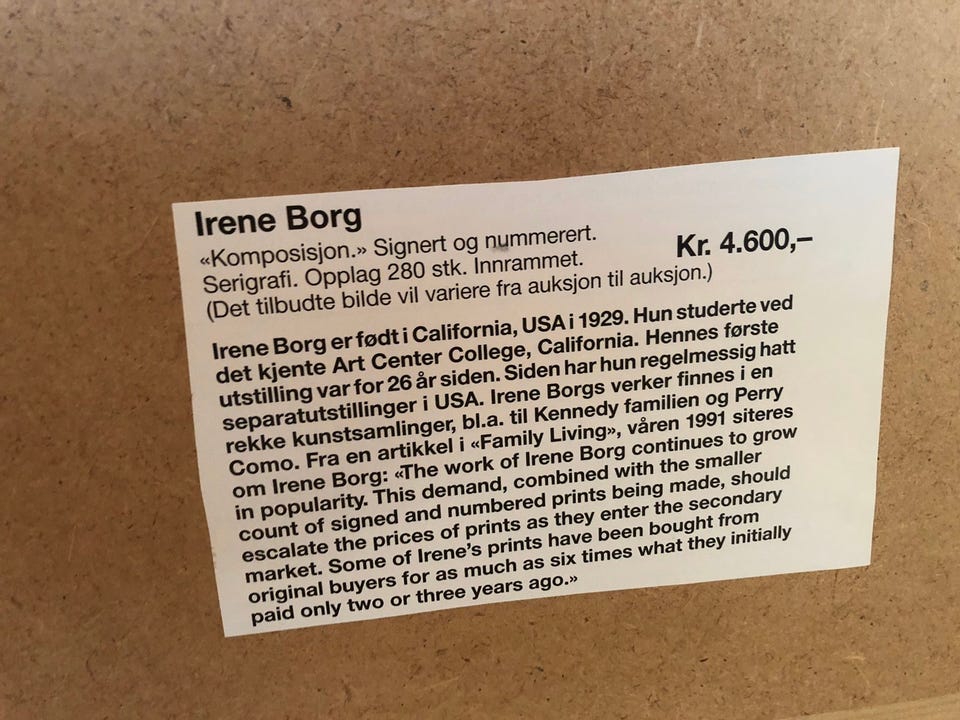 Irene Borg
«Komposisjon.» Signert og nummerert.
Kr. 4.600,–
Serigrafi. Opplag 280 stk. Innrammet.
(Det tilbudte bilde vil variere fra auksjon til auksjon.)
Irene Borg er født i California, USA i 1929. Hun studerte ved
det kjente Art Center College, California. Hennes første
utstilling var for 26 år siden. Siden har hun regelmessig hatt
separatutstillinger i USA. Irene Borgs verker finnes i en
rekke kunstsamlinger, bl.a. til Kennedy familien og Perry
Como. Fra en artikkel i «Family Living», våren 1991 siteres
om Irene Borg: «The work of Irene Borg continues to grow
in popularity. This demand, combined with the smaller
count of signed and numbered prints being made, should
escalate the prices of prints as they enter the secondary
market. Some of Irene's prints have been bought from
original buyers for as much as six times what they initially
paid only two or three years ago.»